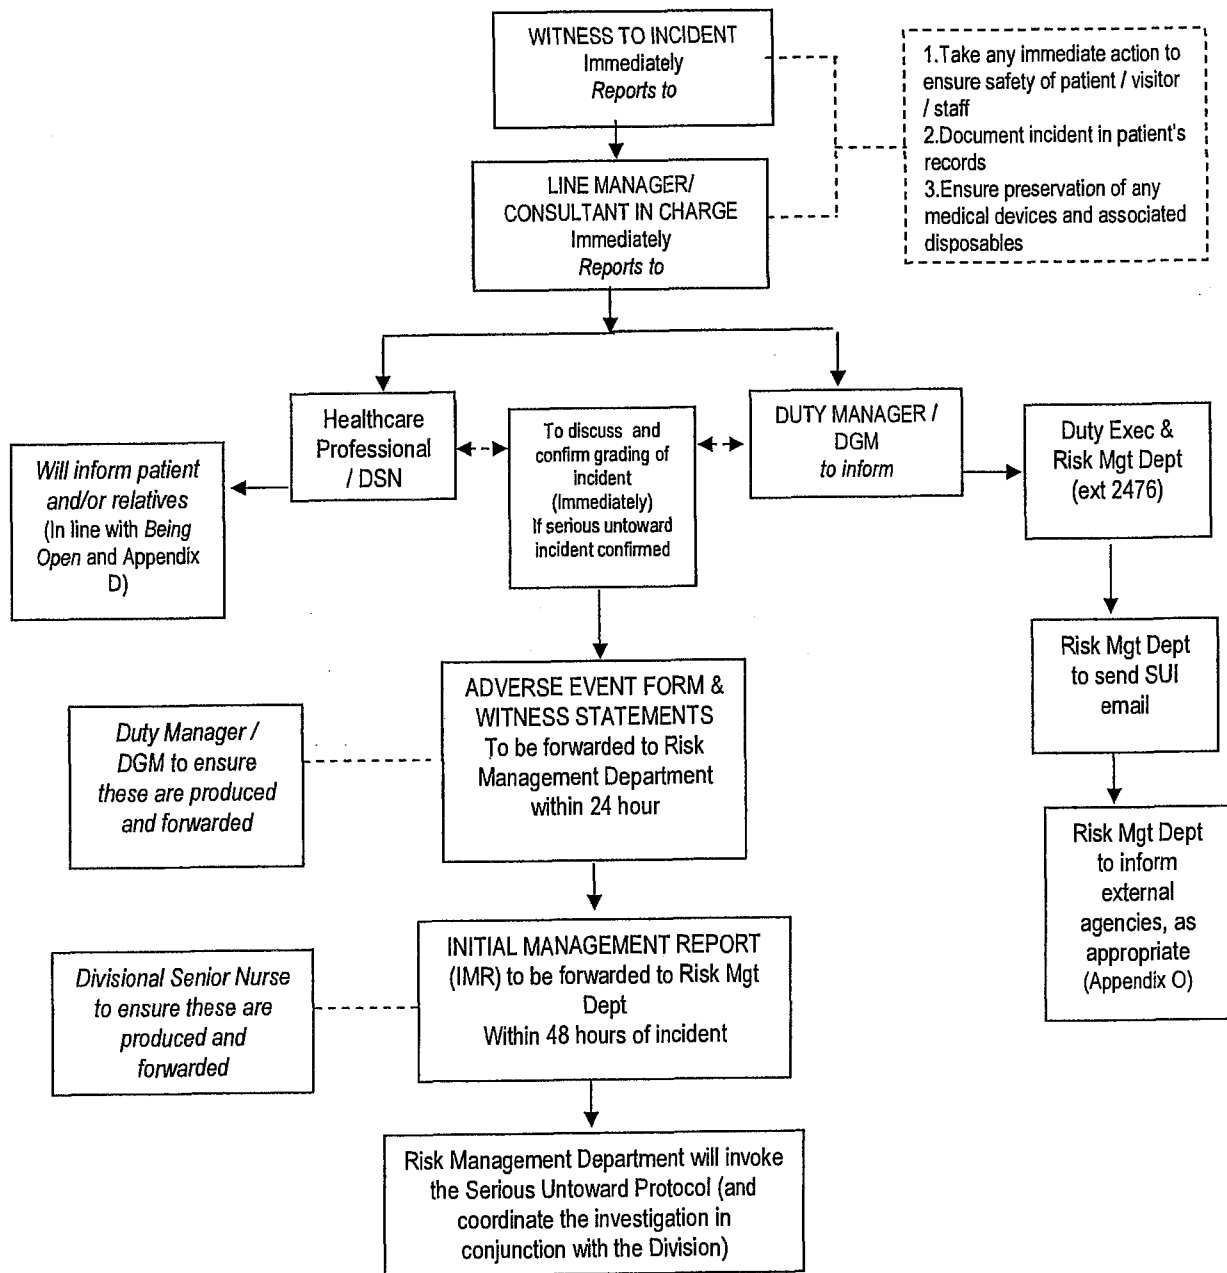 WITNESS TO INCIDENT
Immediately
Reports to
1.Take any immediate action to
ensure safety of patient / visitor
/ staff
2.Document incident in patient's
records
3.Ensure preservation of any
medical devices and associated
disposables
LINE MANAGER/
CONSULTANT IN CHARGE
Immediately
Reports to
Healthcare
Professional
/ DSN
To discuss and
confirm grading of
incident
(Immediately)
If serious untoward
incident confirmed
DUTY MANAGER /
DGM
to inform
Duty Exec &
Risk Mgt Dept
(ext 2476)
Will inform patient
and/or relatives
(In line with Being
Open and Appendix
D)
Risk Mgt Dept
to send SUI
email
ADVERSE EVENT FORM &
WITNESS STATEMENTS
To be forwarded to Risk
Management Department
within 24 hour
Duty Manager /
DGM to ensure
these are produced
and forwarded
Risk Mgt Dept
to inform
external
agencies, as
appropriate
(Appendix O)
INITIAL MANAGEMENT REPORT
(IMR) to be forwarded to Risk Mgt
Dept
Within 48 hours of incident
Divisional Senior Nurse
to ensure these are
produced and
forwarded
Risk Management Department will invoke
the Serious Untoward Protocol (and
coordinate the investigation in
conjunction with the Division)